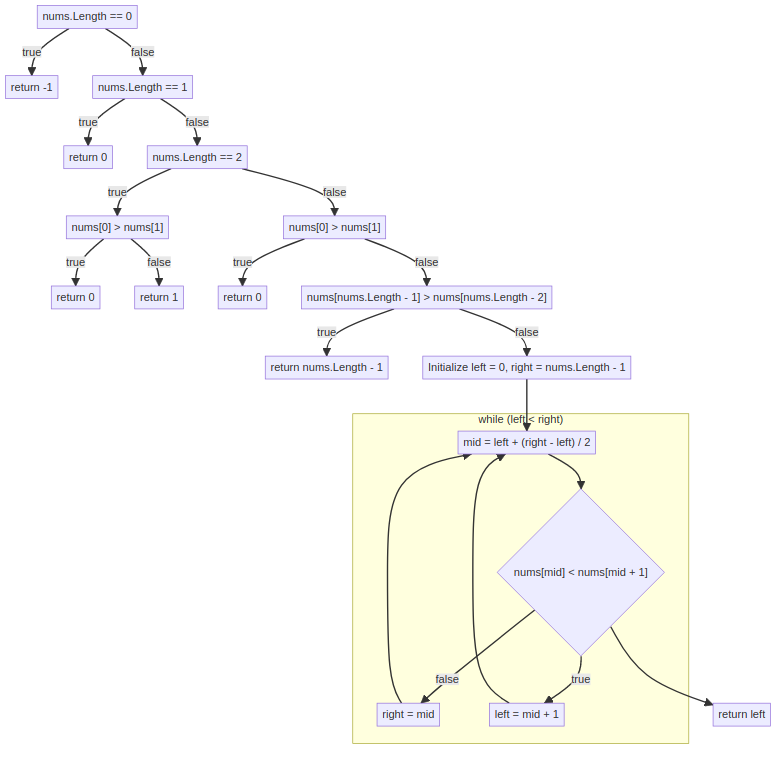 nums.Length == 0
true
false
return -1
nums.Length == 1
true
false
return 0
nums.Length == 2
true
false
nums[0] > nums[1]
nums[0] > nums[1]
true
false
true
false
return 0
return 1
return 0
nums[nums.Length - 1] > nums[nums.Length - 2]
true
false
return nums.Length - 1
Initialize left = 0, right = nums.Length - 1
while (left < right)
mid = left + (right - left) / 2
nums[mid] < nums[mid + 1]
false
true
right = mid
left = mid + 1
return left